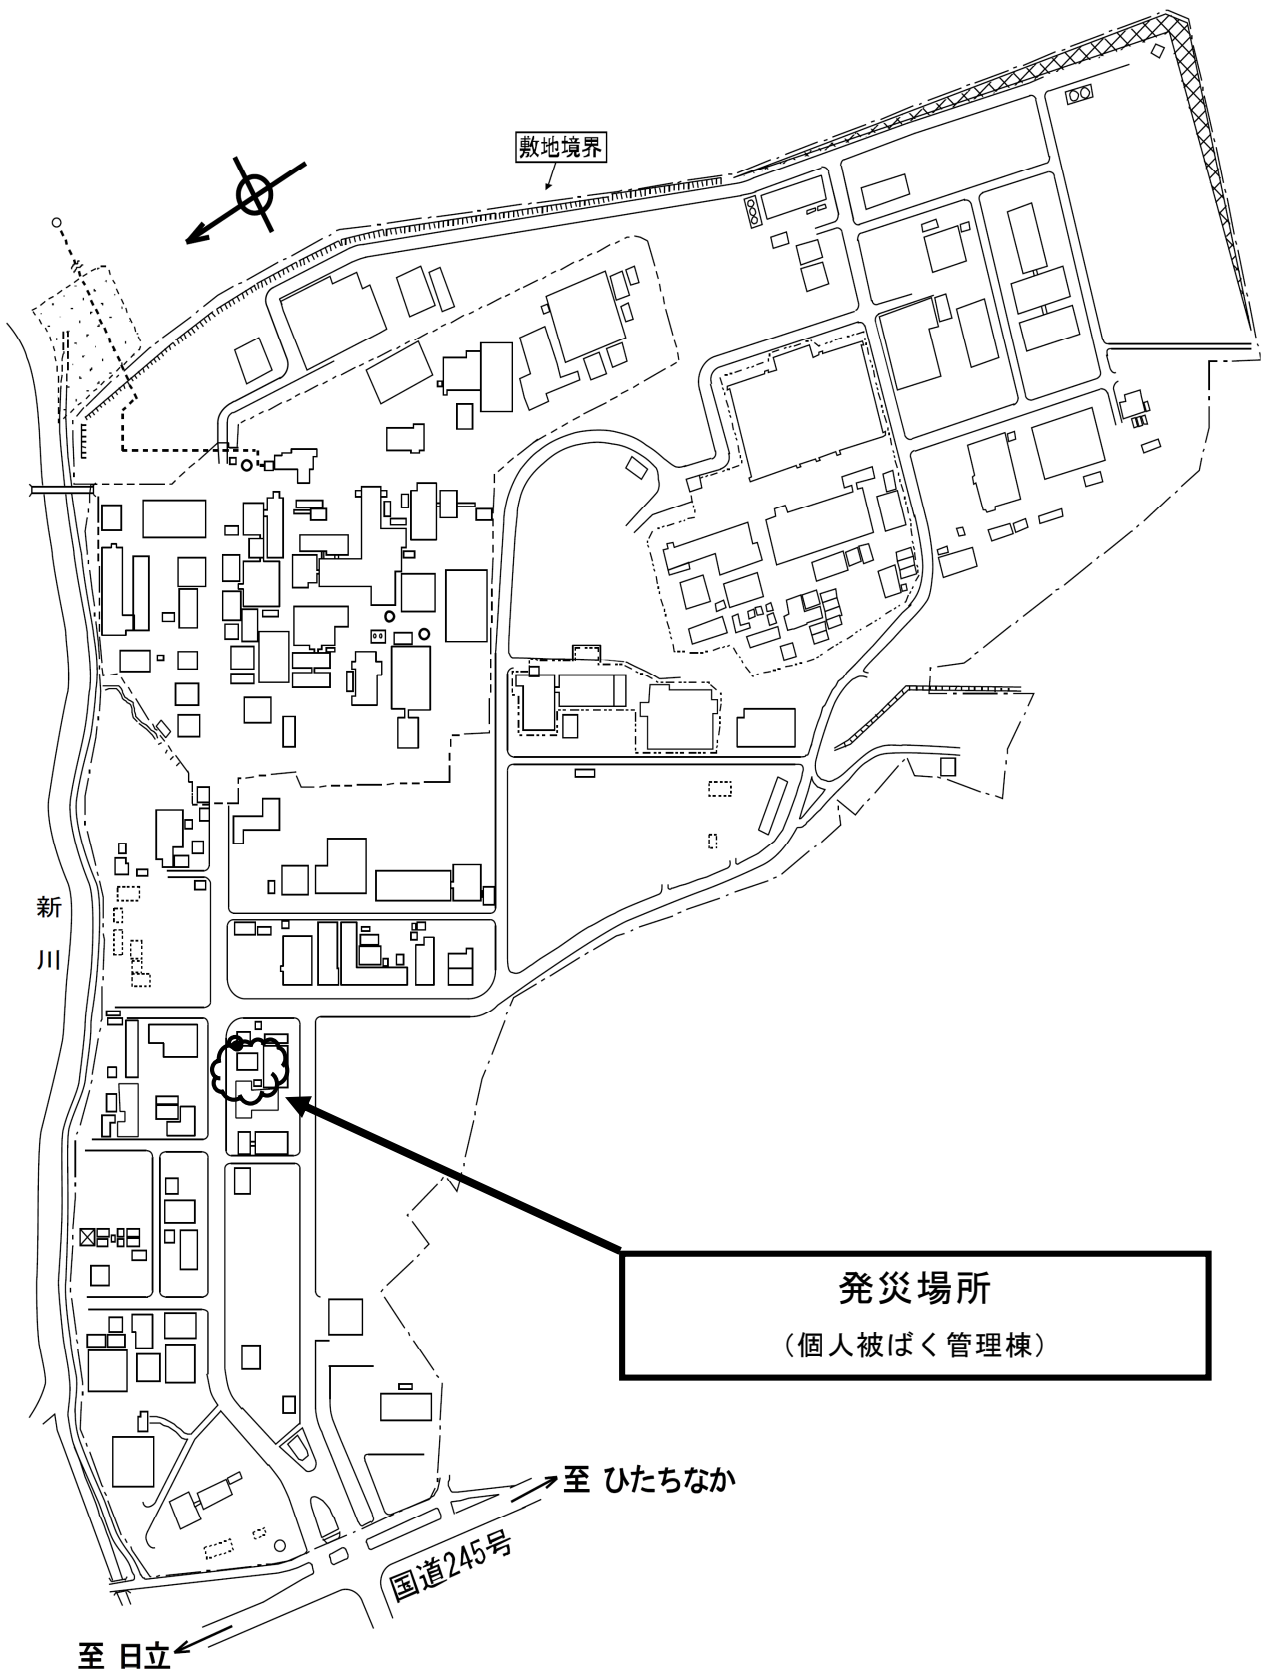 敷地境界
新
川
発災場所
（個人被ばく管理棟）
至 ひたちなか
国道245号
至 日立